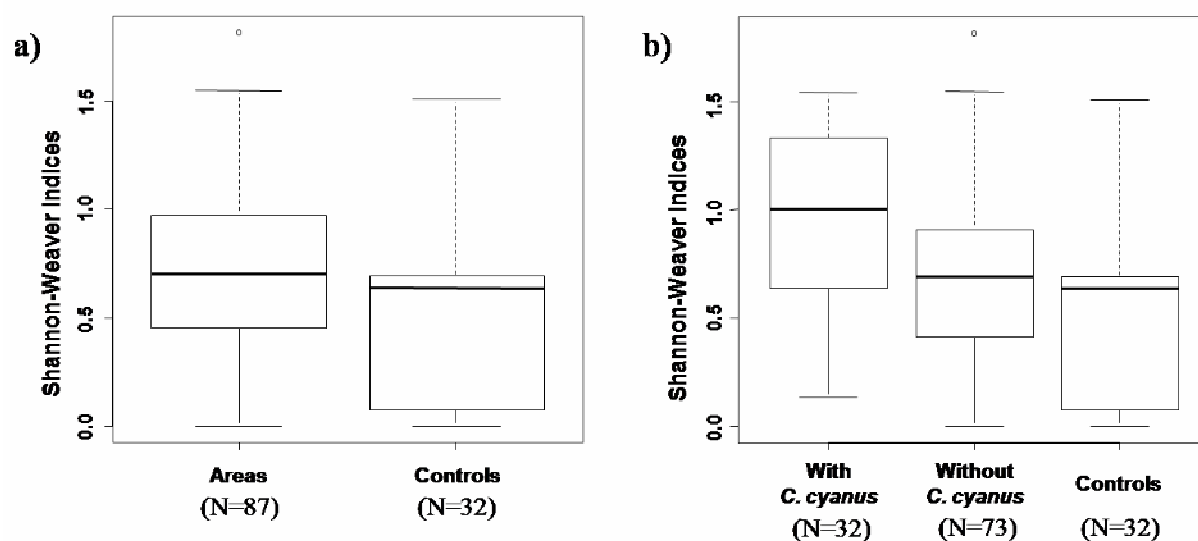 a)
Shannon-Weaver Indices
1.5
1.0
0.5
0.0
Areas
(N=87)
Controls
(N=32)
b)
Shannon-Weaver Indices
1.5
1.0
0.5
0.0
With
C. cyanus
(N=32)
Without
C. cyanus
(N=73)
Controls
(N=32)